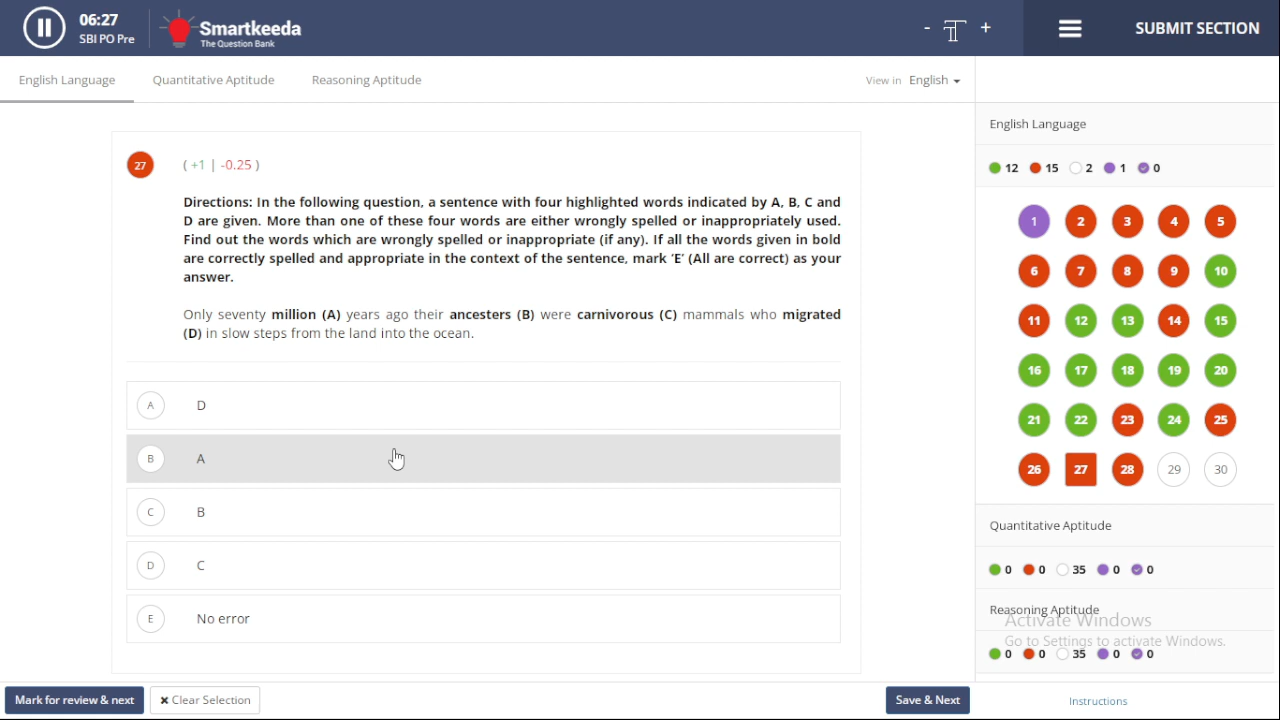 06:27
SBI PO Pre
Smartkeeda
The Question Bank
- T +
SUBMIT SECTION
English Language
Quantitative Aptitude
Reasoning Aptitude
View in English
27
( +1 | -0.25 )
Directions: In the following question, a sentence with four highlighted words indicated by A, B, C and
D are given. More than one of these four words are either wrongly spelled or inappropriately used.
Find out the words which are wrongly spelled or inappropriate (if any). If all the words given in bold
are correctly spelled and appropriate in the context of the sentence, mark ‘E’ (All are correct) as your
answer.
Only seventy million (A) years ago their ancesters (B) were carnivorous (C) mammals who migrated
(D) in slow steps from the land into the ocean.
A D
B A
C B
D C
E No error
Mark for review & next
Clear Selection
Save & Next
English Language
12 15 2 1 0
1 2 3 4 5
6 7 8 9 10
11 12 13 14 15
16 17 18 19 20
21 22 23 24 25
26 27 28 29 30
Quantitative Aptitude
0 0 35 0 0
Reasoning Aptitude
Activate Windows
Go to Settings to activate Windows.
0 0 35 0 0
Instructions